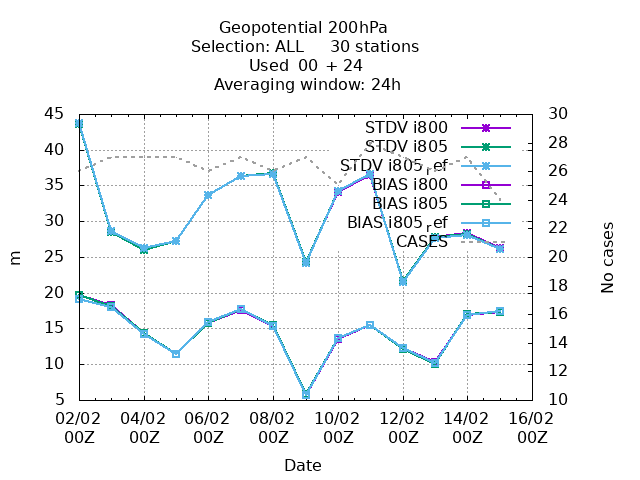 Geopotential 200hPa
Selection: ALL 30 stations
Used 00 + 24
Averaging window: 24h
45 30
40 28
35 26
30 24
25 22
20 20
15 18
10 16
5 14
12
10
STDV i800
STDV i805
STDV i805ref
BIAS i800
BIAS i805
BIAS i805ref
CASES
m
No cases
02/02 04/02 06/02 08/02 10/02 12/02 14/02 16/02
00Z 00Z 00Z 00Z 00Z 00Z 00Z 00Z
Date